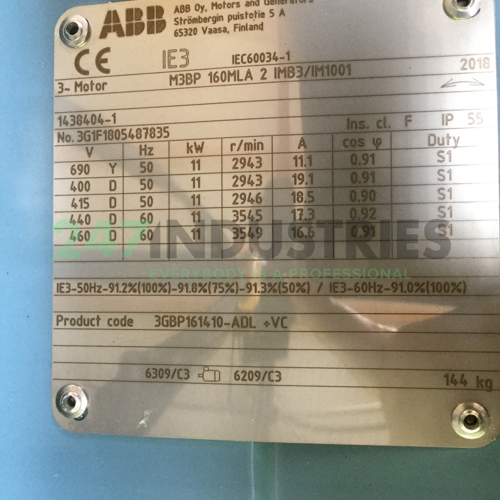 ABB
ABB Oy, Motors and Generators
Strömbergin puistotie 5 A
65320 Vaasa, Finland
CE IE3 IEC60034-1 2018
3~ Motor M3BP 160MLA 2 IMB3/IM1001
1438404-1
No. 3G1F1805487835 Ins. cl. F IP 55
V Hz kW r/min A cos φ Duty
690 Y 50 11 2943 11.1 0.91 S1
400 D 50 11 2943 19.1 0.91 S1
415 D 50 11 2946 18.5 0.90 S1
440 D 60 11 3545 17.3 0.92 S1
460 D 60 11 3549 16.6 0.91 S1
247INDUSTRIES
EVERYBODY IS A PROFESSIONAL
IE3-50Hz-91.2%(100%)-91.8%(75%)-91.3%(50%) / IE3-60Hz-91.0%(100%)
Product code 3GBP161410-ADL +VC
6309/C3 6209/C3 144 kg